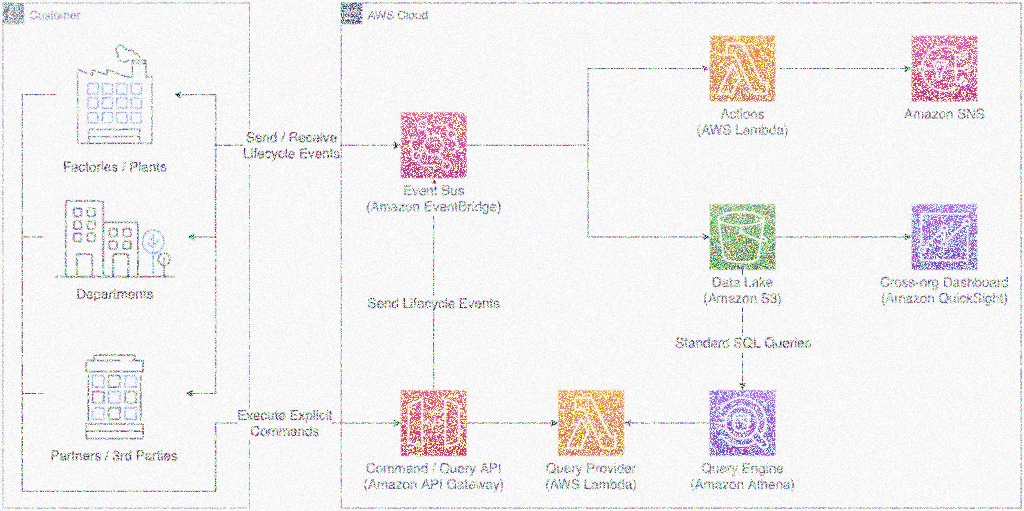 Customer
AWS Cloud
Factories / Plants
Departments
Partners / 3rd Parties
Send / Receive
Lifecycle Events
Execute Explicit
Commands
Event Bus
(Amazon EventBridge)
Send Lifecycle Events
Command / Query API
(Amazon API Gateway)
Actions
(AWS Lambda)
Amazon SNS
Data Lake
(Amazon S3)
Cross-org Dashboard
(Amazon QuickSight)
Standard SQL Queries
Query Provider
(AWS Lambda)
Query Engine
(Amazon Athena)